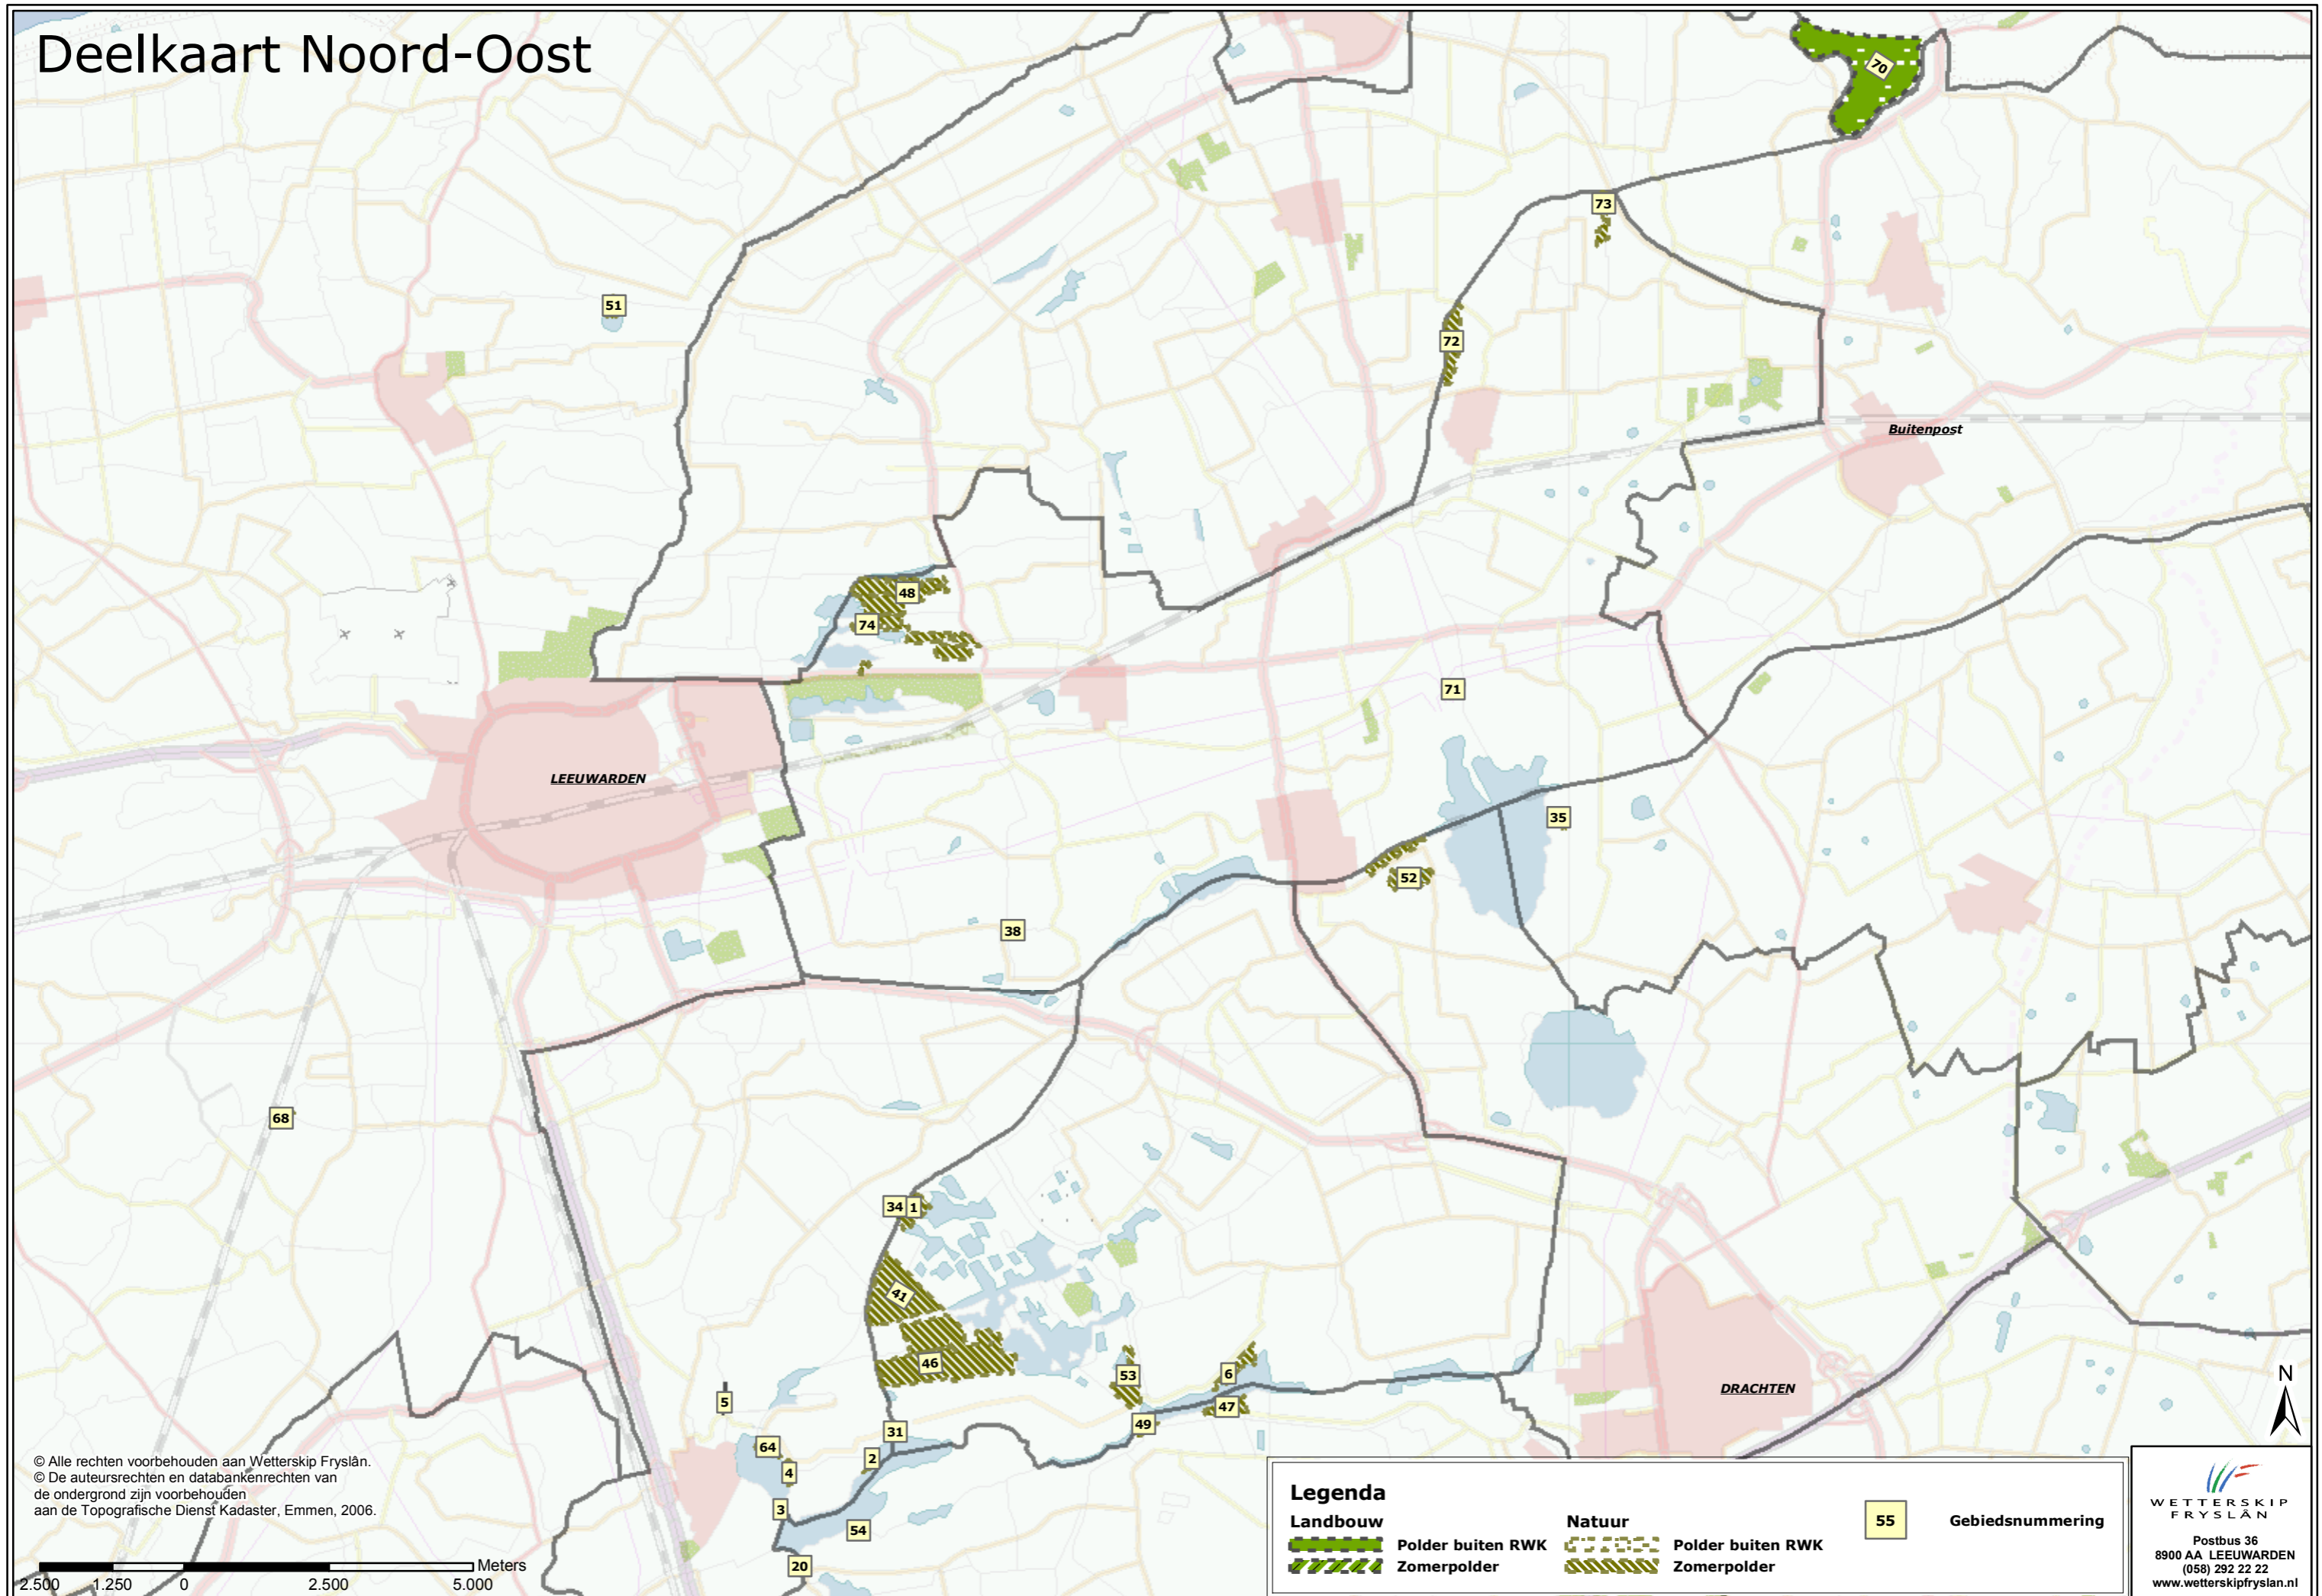 Deelkaart Noord-Oost
70
73
51
72
Buitenpost
48
74
71
LEEUWARDEN
35
52
38
68
34 1
41
46
53
6
5
47
49
DRACHTEN
N
31
64
2
4
3
54
20
© Alle rechten voorbehouden aan Wetterskip Fryslân.
© De auteursrechten en databankenrechten van
de ondergrond zijn voorbehouden
aan de Topografische Dienst Kadaster, Emmen, 2006.
Meters
2.500 1.250 0 2.500 5.000
Legenda
Landbouw Natuur
55 Gebiedsnummering
Polder buiten RWK Polder buiten RWK
Zomerpolder Zomerpolder
WETTERSKIP
FRYSLÂN
Postbus 36
8900 AA LEEUWARDEN
(058) 292 22 22
www.wetterskipfryslan.nl